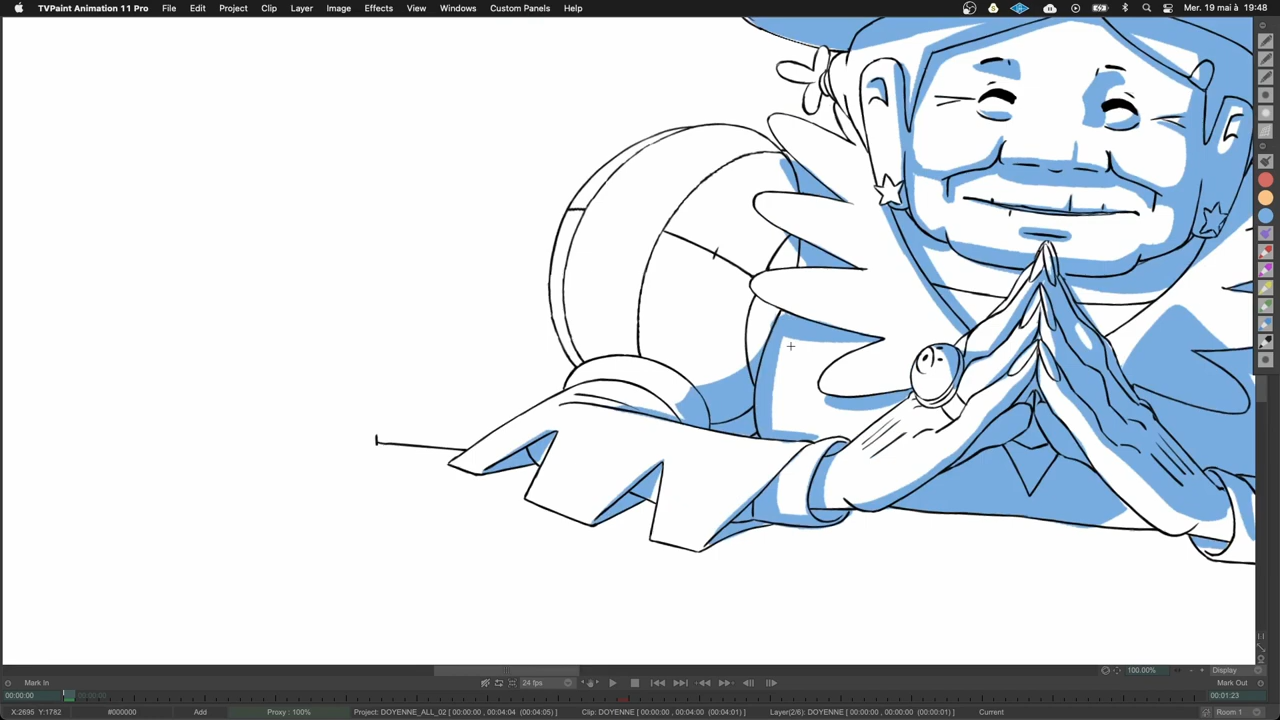 TVPaint Animation 11 Pro File Edit Project Clip Layer Image Effects View Windows Custom Panels Help Mer. 19 mai à 19:48
100.00% Display
Mark In 24 fps Mark Out
00:00:00 00:00:00 00:01:23
X:2695 Y:1782 #000000 Add Proxy : 100% Project: DOYENNE_ALL_02 [ 00:00:00 , 00:04:04 (00:04:05) ] Clip: DOYENNE [ 00:00:00 , 00:04:00 (00:04:01) ] Layer(2/6): DOYENNE [ 00:00:00 , 00:00:00 (00:00:01) ] Current Room 1